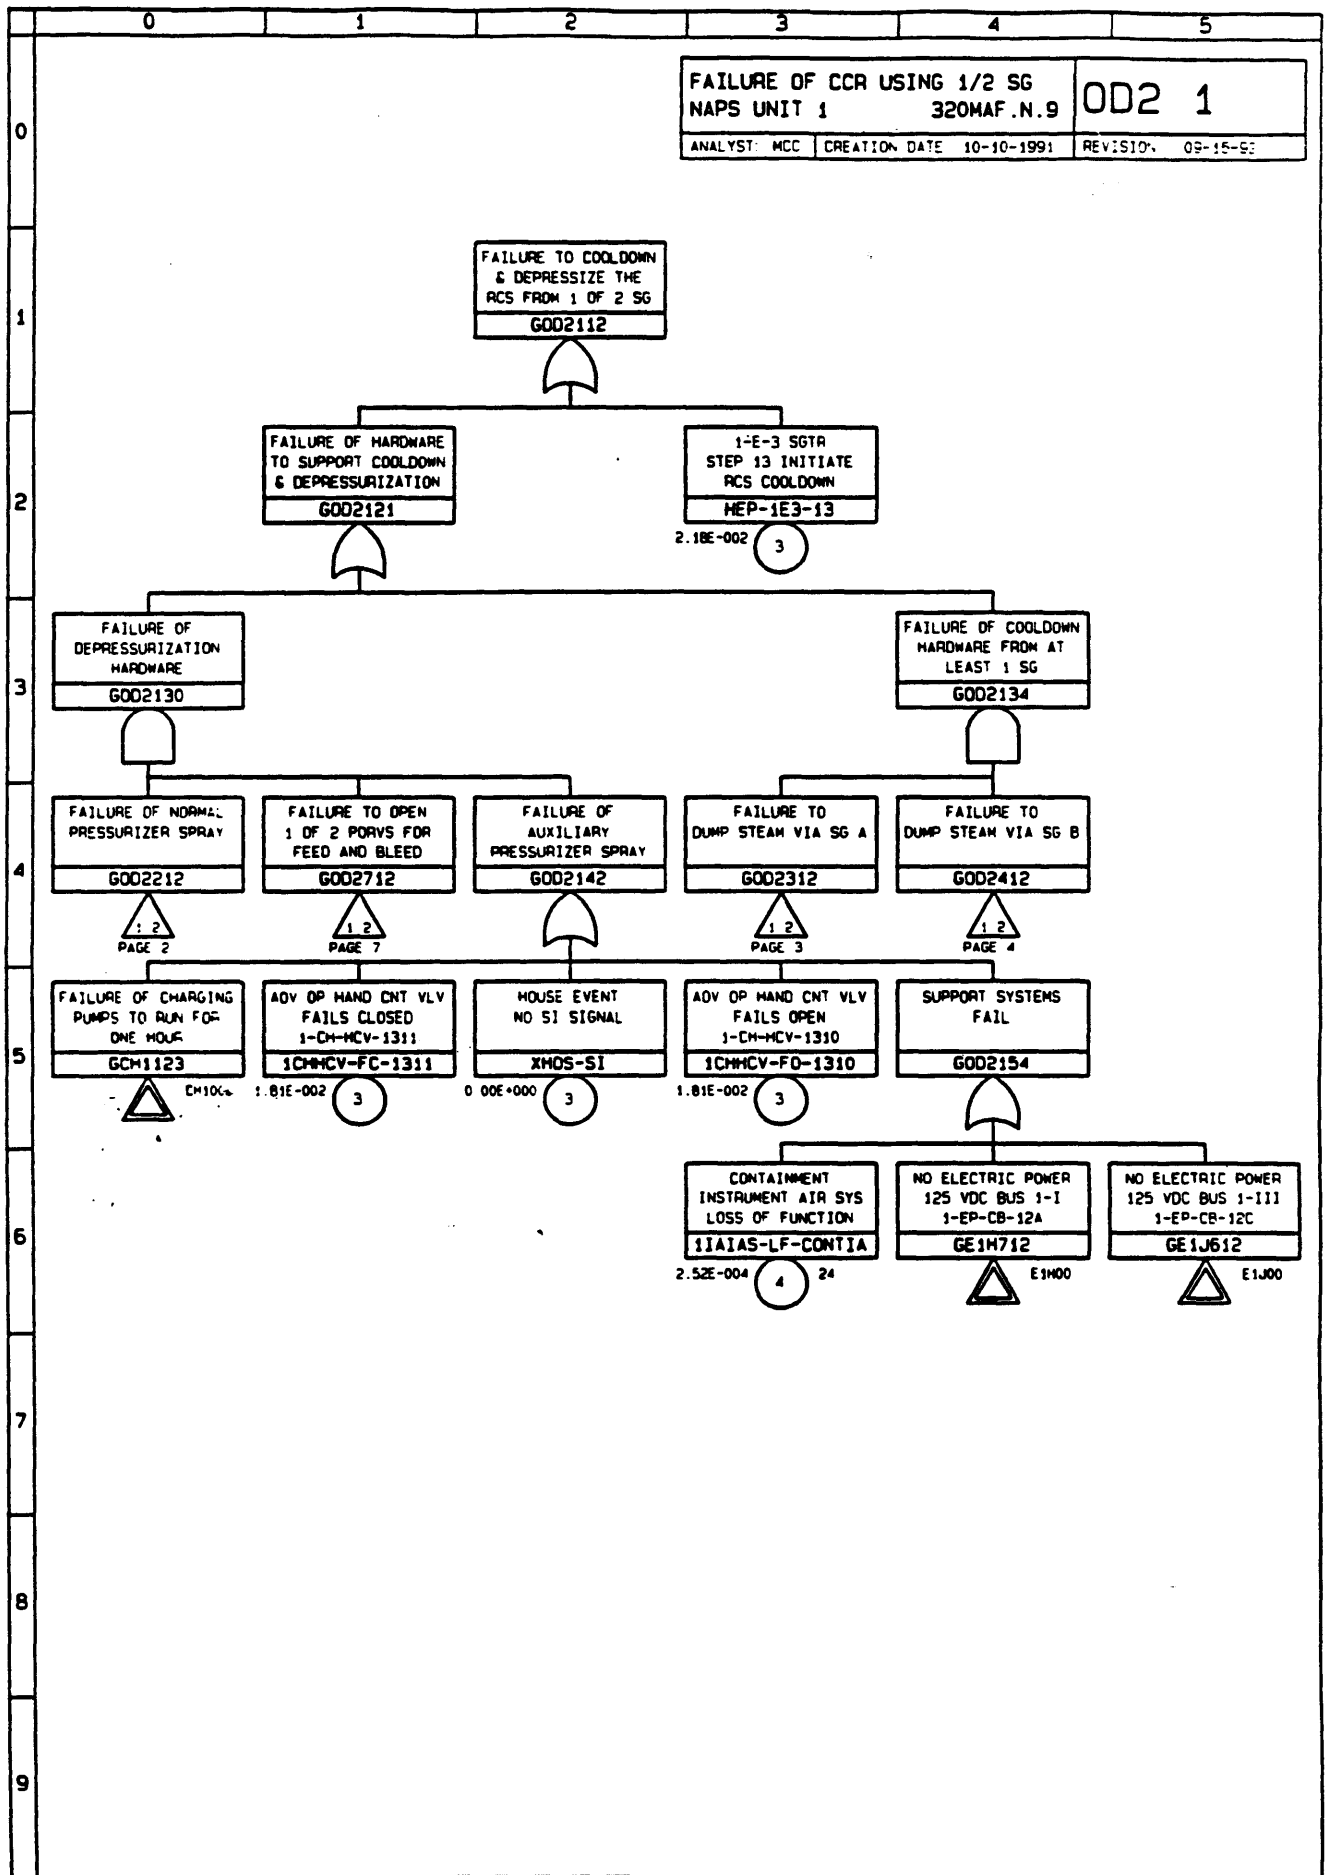 0 1 2 3 4 5
FAILURE OF CCR USING 1/2 SG
NAPS UNIT 1 320MAF.N.9
OD2 1
ANALYST: MCC CREATION DATE 10-10-1991 REVISION
0
FAILURE TO COOLDOWN
& DEPRESSIZE THE
RCS FROM 1 OF 2 SG
GOD2112
1
FAILURE OF HARDWARE
TO SUPPORT COOLDOWN
& DEPRESSURIZATION
GOD2121
1-E-3 SGTR
STEP 13 INITIATE
RCS COOLDOWN
HEP-1E3-13
2.18E-002 3
2
FAILURE OF
DEPRESSURIZATION
HARDWARE
GOD2130
FAILURE OF COOLDOWN
HARDWARE FROM AT
LEAST 1 SG
GOD2134
3
FAILURE OF NORMAL
PRESSURIZER SPRAY
GOD2212
1 2
PAGE 2
FAILURE TO OPEN
1 OF 2 PORVS FOR
FEED AND BLEED
GOD2712
1 2
PAGE 7
FAILURE OF
AUXILIARY
PRESSURIZER SPRAY
GOD2142
FAILURE TO
DUMP STEAM VIA SG A
GOD2312
1 2
PAGE 3
FAILURE TO
DUMP STEAM VIA SG B
GOD2412
1 2
PAGE 4
4
FAILURE OF CHARGING
PUMPS TO RUN FOR
ONE HOUR
GCH1123
AOV OP HAND CNT VLV
FAILS CLOSED
1-CH-HCV-1311
1CHHCV-FC-1311
1.81E-002 3
HOUSE EVENT
NO SI SIGNAL
XHOS-SI
0 00E+000 3
AOV OP HAND CNT VLV
FAILS OPEN
1-CH-HCV-1310
1CHHCV-FO-1310
1.81E-002 3
SUPPORT SYSTEMS
FAIL
GOD2154
5
CONTAINMENT
INSTRUMENT AIR SYS
LOSS OF FUNCTION
1IAIAS-LF-CONTIA
2.52E-004 4 24
NO ELECTRIC POWER
125 VDC BUS 1-I
1-EP-CB-12A
GE1H712
E1H00
NO ELECTRIC POWER
125 VDC BUS 1-III
1-EP-CB-12C
GE1J612
E1J00
6
7
8
9